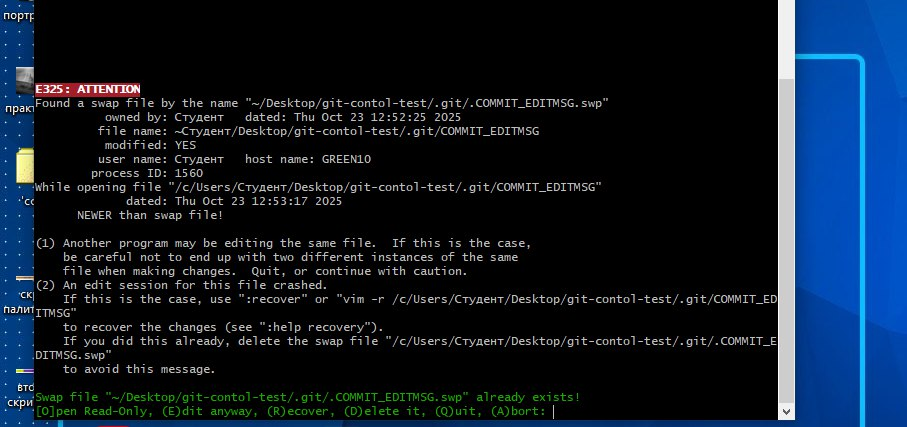 портр
E325: ATTENTION
Found a swap file by the name "~/Desktop/git-contol-test/.git/.COMMIT_EDITMSG.swp"
owned by: Студент   dated: Thu Oct 23 12:52:25 2025
file name: ~Студент/Desktop/git-contol-test/.git/COMMIT_EDITMSG
modified: YES
user name: Студент   host name: GREEN10
process ID: 1560
While opening file "/c/Users/Студент/Desktop/git-contol-test/.git/COMMIT_EDITMSG"
dated: Thu Oct 23 12:53:17 2025
NEWER than swap file!
практ
(1) Another program may be editing the same file.  If this is the case,
be careful not to end up with two different instances of the same
file when making changes.  Quit, or continue with caution.
(2) An edit session for this file crashed.
If this is the case, use ":recover" or "vim -r /c/Users/Студент/Desktop/git-contol-test/.git/COMMIT_ED
ITMSG"
to recover the changes (see ":help recovery").
If you did this already, delete the swap file "/c/Users/Студент/Desktop/git-contol-test/.git/.COMMIT_E
DITMSG.swp"
to avoid this message.
скр
палит
Swap file "~/Desktop/git-contol-test/.git/.COMMIT_EDITMSG.swp" already exists!
[O]pen Read-Only, (E)dit anyway, (R)ecover, (D)elete it, (Q)uit, (A)bort:
вто
скри